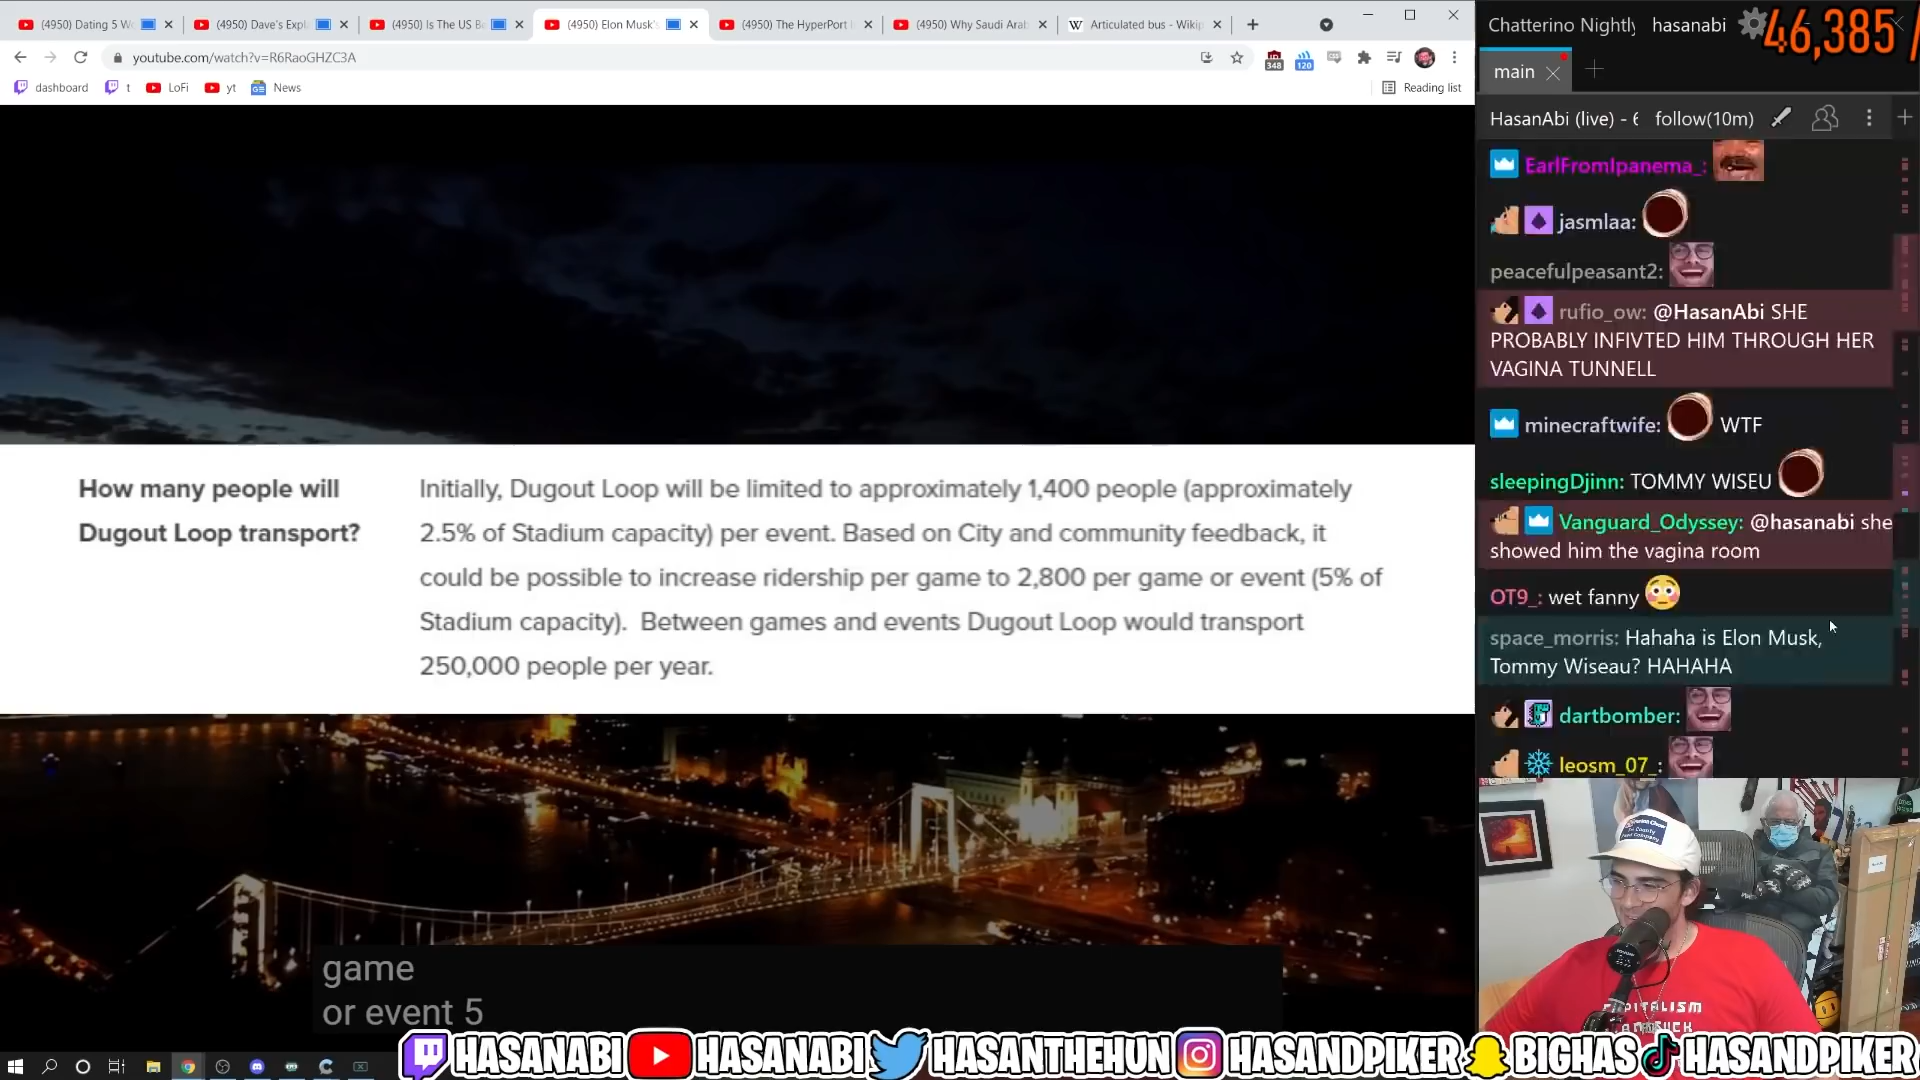 (4950) Dating 5 W
(4950) Dave's Expl
(4950) Is The US Be
(4950) Elon Musk's
(4950) The HyperPort
(4950) Why Saudi Arab
Articulated bus - Wikip
youtube.com/watch?v=R6RaoGHZC3A
348
120
dashboard
t
LoFi
yt
News
Reading list
How many people will
Dugout Loop transport?
Initially, Dugout Loop will be limited to approximately 1,400 people (approximately
2.5% of Stadium capacity) per event. Based on City and community feedback, it
could be possible to increase ridership per game to 2,800 per game or event (5% of
Stadium capacity). Between games and events Dugout Loop would transport
250,000 people per year.
game
or event 5
Chatterino Nightly
hasanabi
46,385 /
main
HasanAbi (live) - 6
follow(10m)
EarlFromIpanema_:
jasmlaa:
peacefulpeasant2:
rufio_ow: @HasanAbi SHE
PROBABLY INFIVTED HIM THROUGH HER
VAGINA TUNNELL
minecraftwife: WTF
sleepingDjinn: TOMMY WISEU
Vanguard_Odyssey: @hasanabi she
showed him the vagina room
OT9_: wet fanny
space_morris: Hahaha is Elon Musk,
Tommy Wiseau? HAHAHA
dartbomber:
leosm_07_:
HASANABI
HASANABI
HASANTHEHUN
HASANDPIKER
BIGHAS
HASANDPIKER